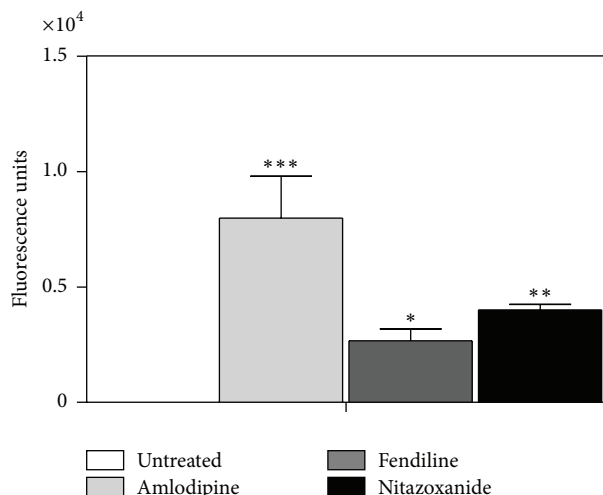 ×10⁴
1.5
1.0
0.5
0
Fluorescence units
***
*
**
Untreated
Fendiline
Amlodipine
Nitazoxanide